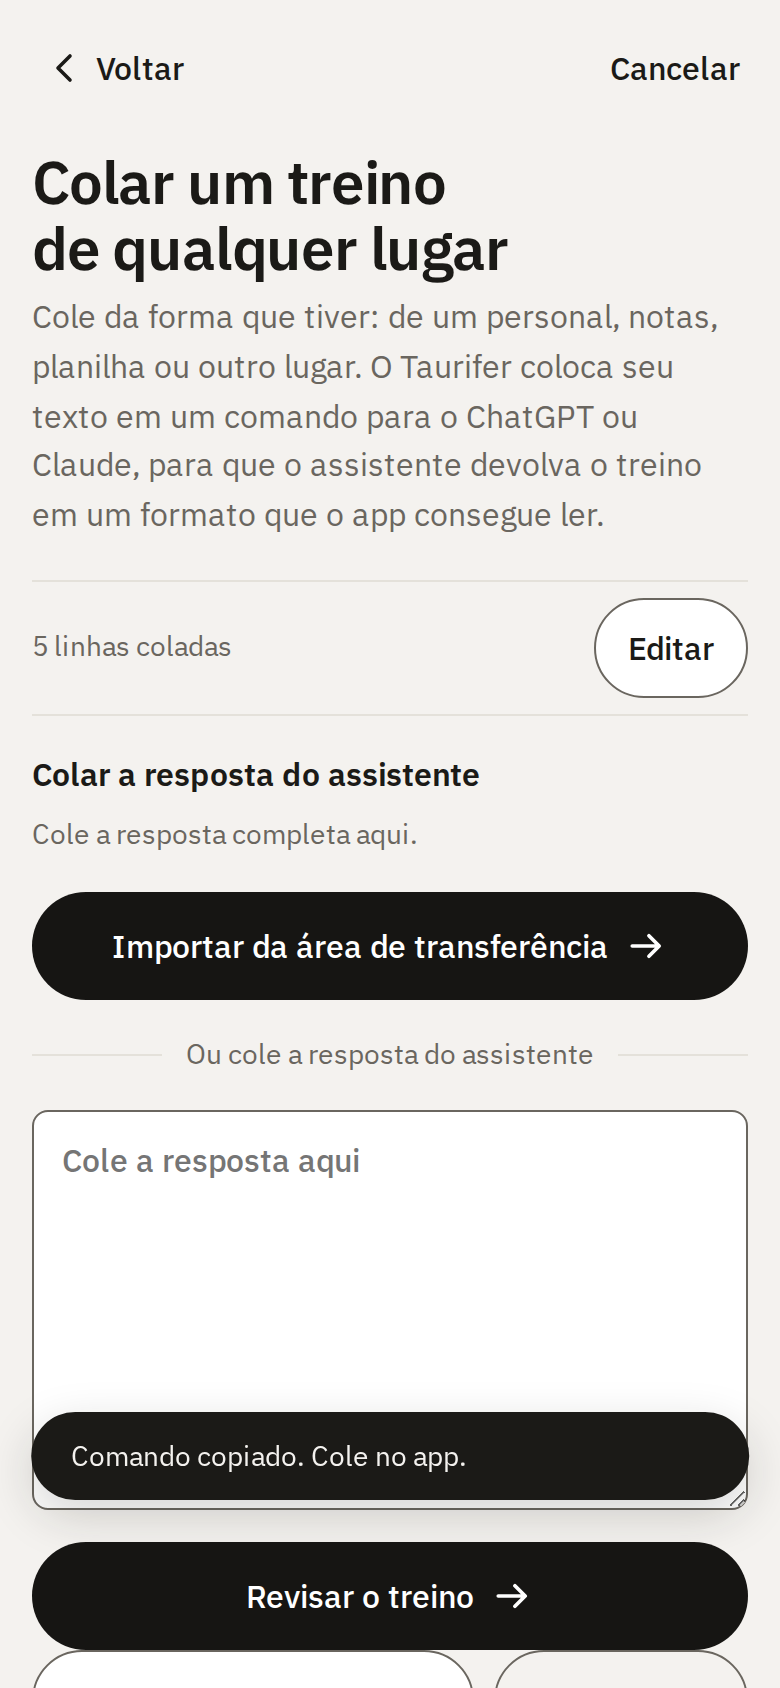 Voltar
Cancelar
Colar um treino
de qualquer lugar
Cole da forma que tiver: de um personal, notas,
planilha ou outro lugar. O Taurifer coloca seu
texto em um comando para o ChatGPT ou
Claude, para que o assistente devolva o treino
em um formato que o app consegue ler.
5 linhas coladas
Editar
Colar a resposta do assistente
Cole a resposta completa aqui.
Importar da área de transferência
Ou cole a resposta do assistente
Cole a resposta aqui
Comando copiado. Cole no app.
Revisar o treino